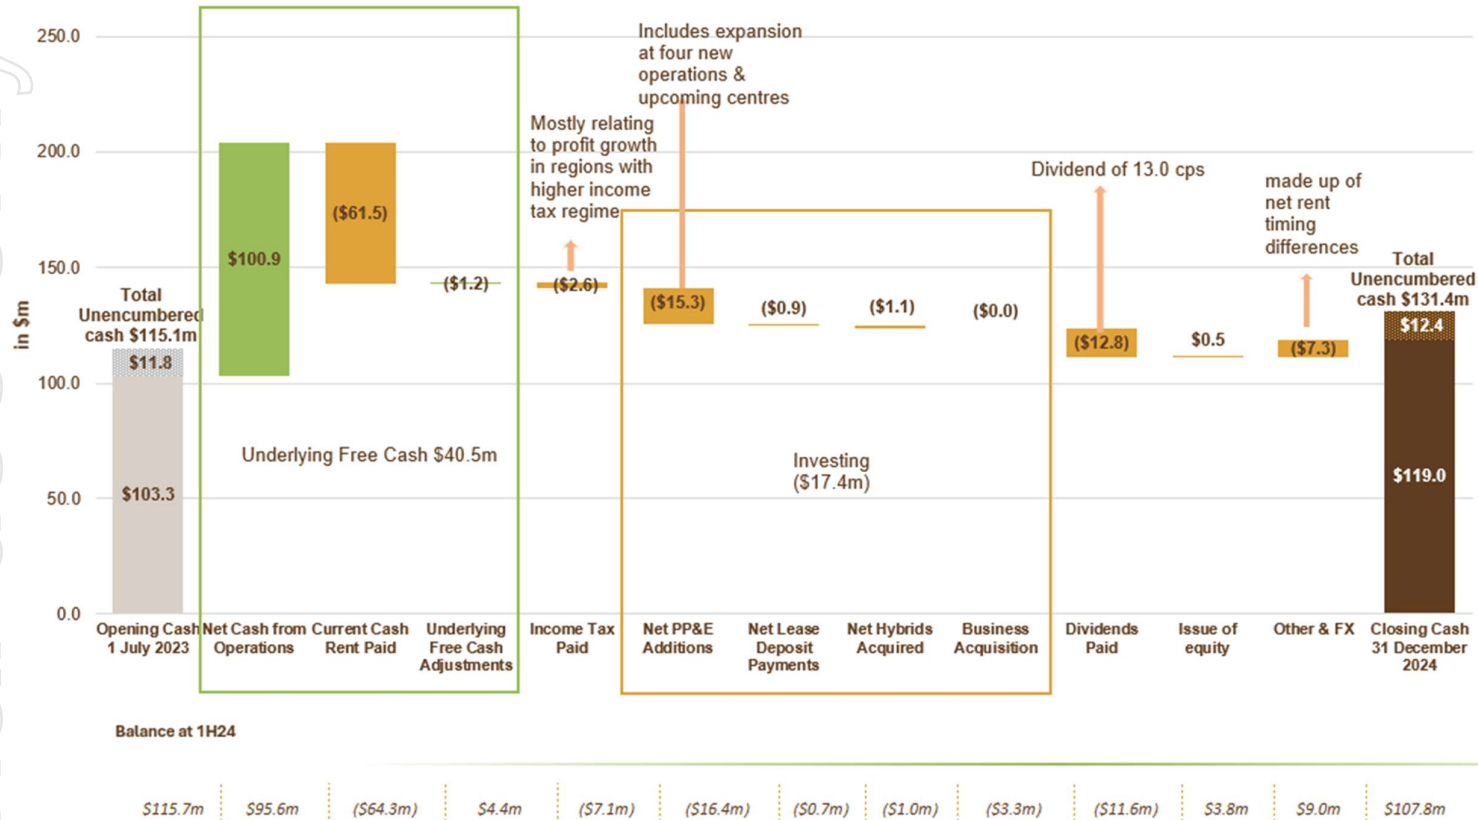 in $m
250.0
200.0
150.0
100.0
50.0
0.0
Total
Unencumbered
cash $115.1m
$11.8
$103.3
$100.9
($61.5)
($1.2)
Underlying Free Cash $40.5m
Mostly relating
to profit growth
in regions with
higher income
tax regime
($2.6)
Includes expansion
at four new
operations &
upcoming centres
($15.3)
($0.9)
($1.1)
($0.0)
Investing
($17.4m)
Dividend of 13.0 cps
($12.8)
$0.5
made up of
net rent
timing
differences
($7.3)
Total
Unencumbered
cash $131.4m
$12.4
$119.0
Opening Cash
1 July 2023
Net Cash from
Operations
Current Cash
Rent Paid
Underlying
Free Cash
Adjustments
Income Tax
Paid
Net PP&E
Additions
Net Lease
Deposit
Payments
Net Hybrids
Acquired
Business
Acquisition
Dividends
Paid
Issue of
equity
Other & FX
Closing Cash
31 December
2024
Balance at 1H24
$115.7m $95.6m ($64.3m) $4.4m ($7.1m) ($16.4m) ($0.7m) ($1.0m) ($3.3m) ($11.6m) $3.8m $9.0m $107.8m